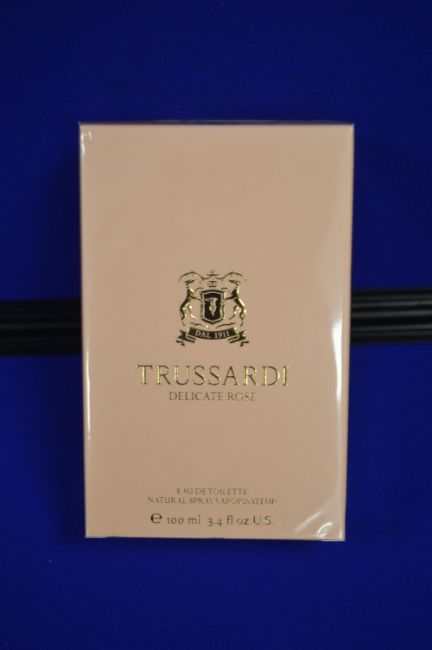 DAL 1911
TRUSSARDI
DELICATE ROSE
EAU DE TOILETTE
NATURAL SPRAY VAPORISATEUR
e 100 ml 3.4 fl.oz U.S.